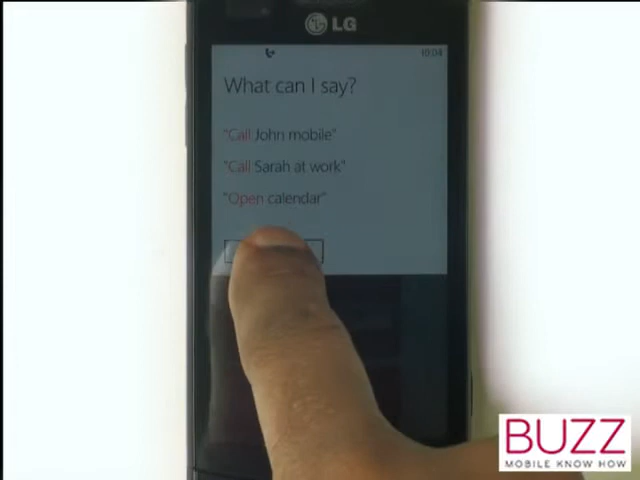 LG
10:04
What can I say?
"Call John mobile"
"Call Sarah at work"
"Open calendar"
BUZZ
MOBILE KNOW HOW